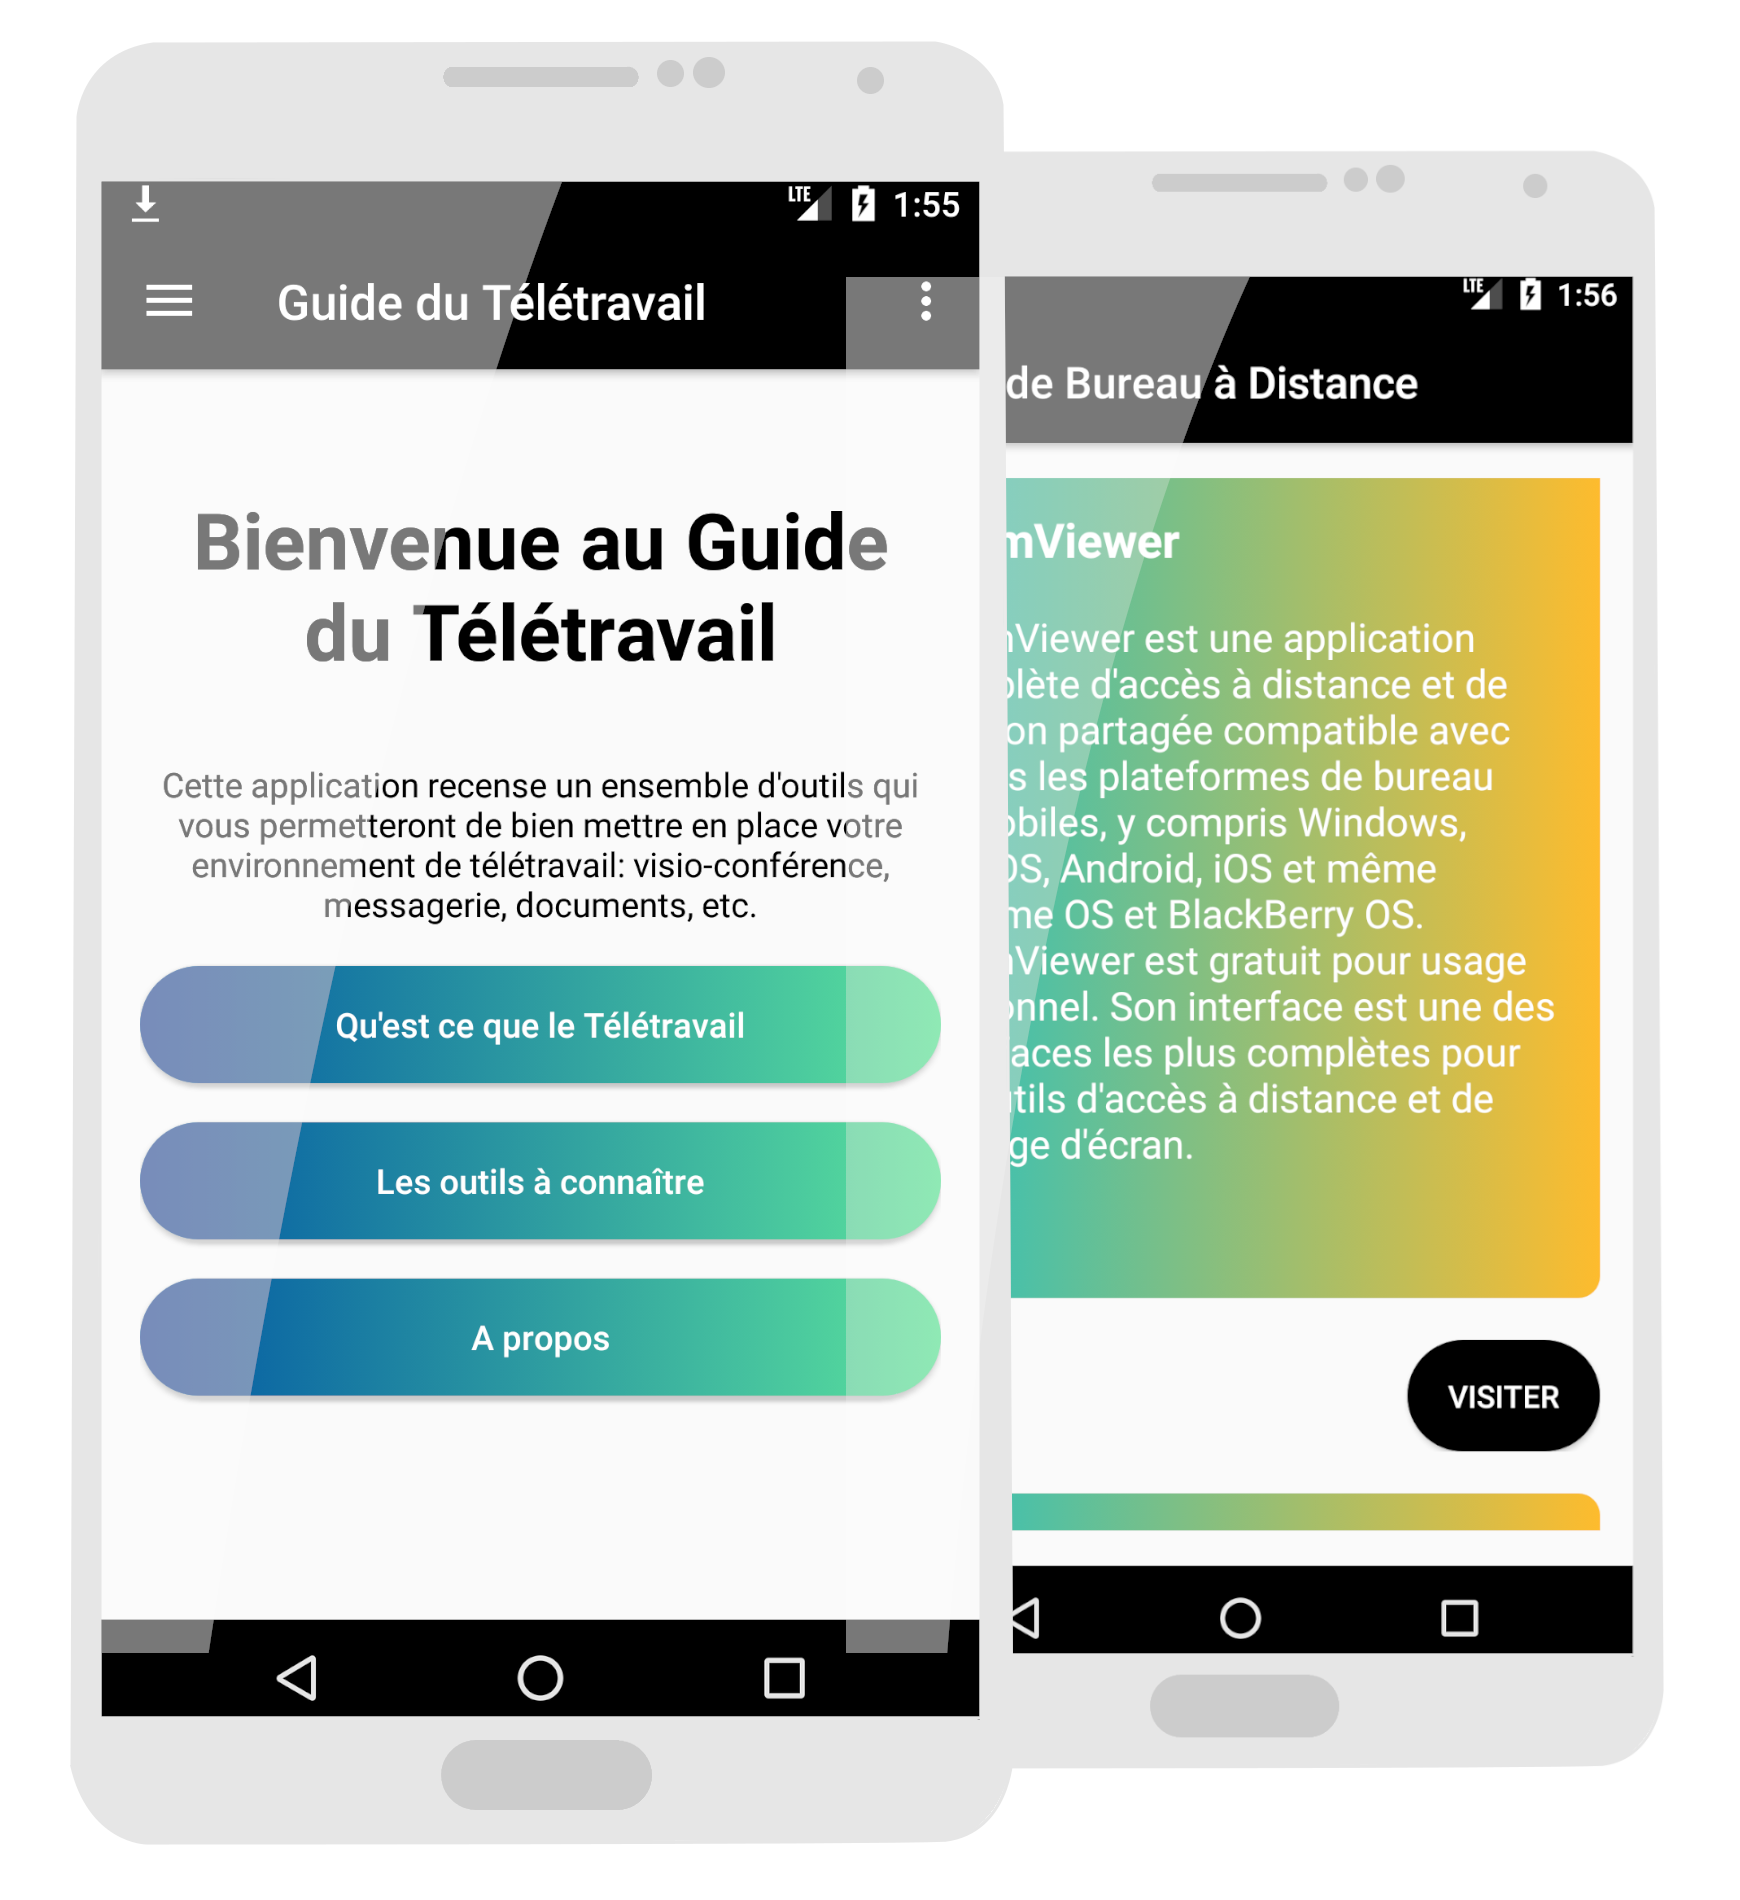 LTE 1:55
Guide du Télétravail
Bienvenue au Guide
du Télétravail
Cette application recense un ensemble d'outils qui
vous permetteront de bien mettre en place votre
environnement de télétravail: visio-conférence,
messagerie, documents, etc.
Qu'est ce que le Télétravail
Les outils à connaître
A propos
LTE 1:56
de Bureau à Distance
mViewer
Viewer est une application
lète d'accès à distance et de
on partagée compatible avec
s les plateformes de bureau
biles, y compris Windows,
OS, Android, iOS et même
me OS et BlackBerry OS.
Viewer est gratuit pour usage
onnel. Son interface est une des
aces les plus complètes pour
tils d'accès à distance et de
ge d'écran.
VISITER